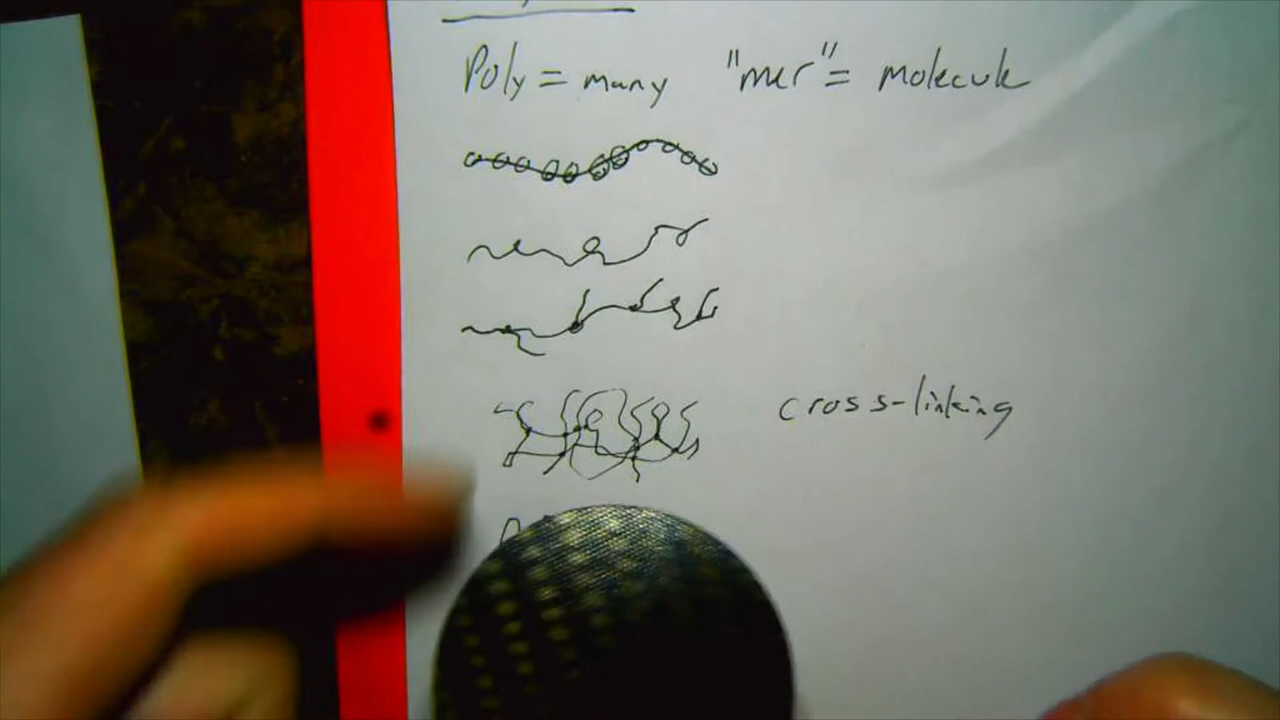 Poly = many "mer" = molecule
cross-linking